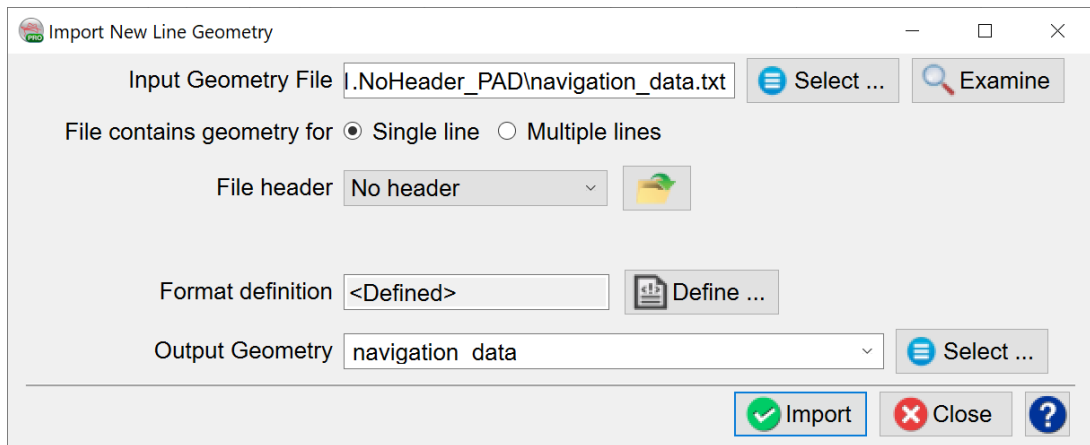 PRO Import New Line Geometry
Input Geometry File I.NoHeader_PAD\navigation_data.txt Select ... Examine
File contains geometry for Single line Multiple lines
File header No header
Format definition <Defined> Define ...
Output Geometry navigation data Select ...
Import Close ?